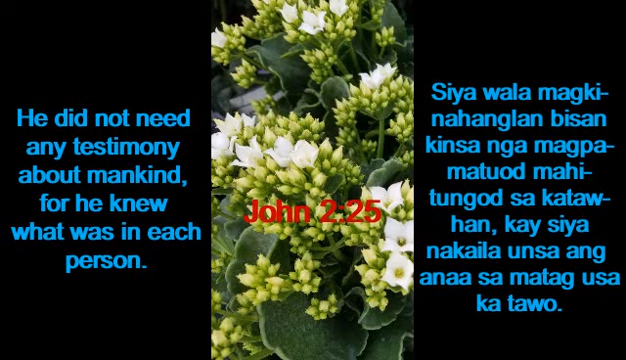 He did not need
any testimony
about mankind,
for he knew
what was in each
person.
John 2:25
Siya wala magki-
nahanglan bisan
kinsa nga magpa-
matuod mahi-
tungod sa kataw-
han, kay siya
nakaila unsa ang
anaa sa matag usa
ka tawo.